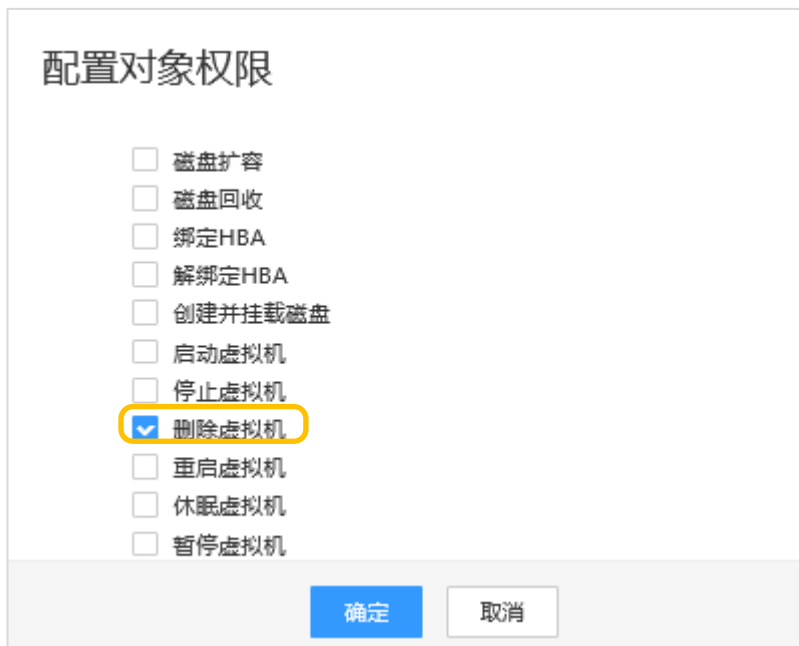 配置对象权限
磁盘扩容
磁盘回收
绑定HBA
解绑定HBA
创建并挂载磁盘
启动虚拟机
停止虚拟机
删除虚拟机
重启虚拟机
休眠虚拟机
暂停虚拟机
确定 取消